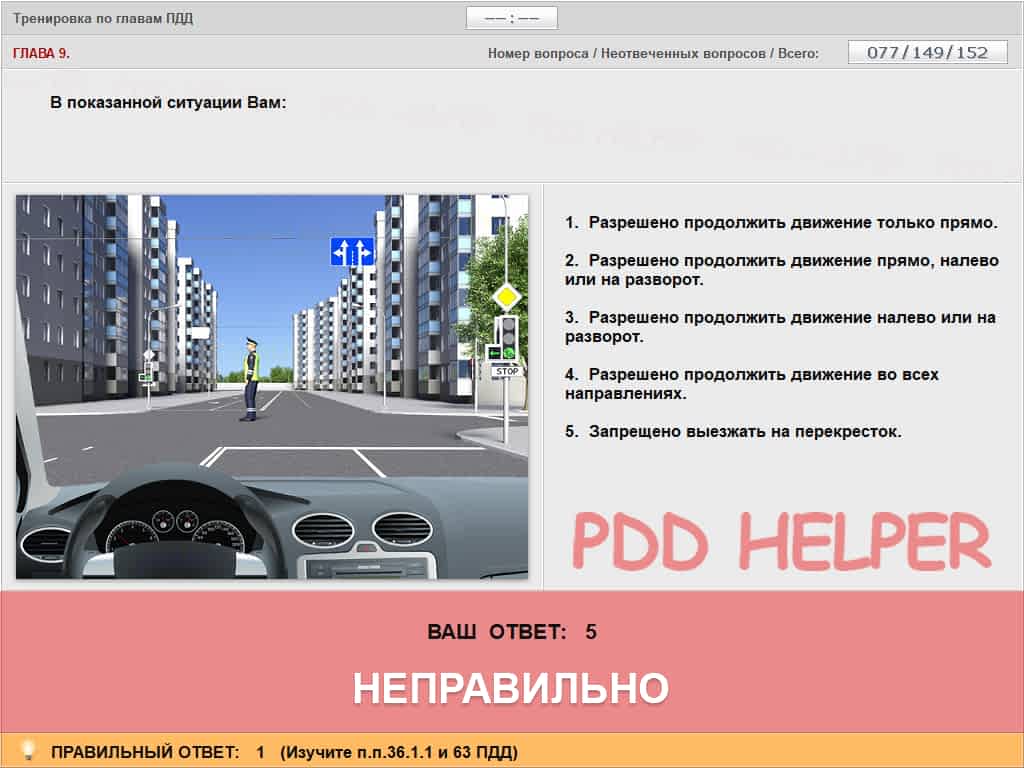 Тренировка по главам ПДД
—— : ——
ГЛАВА 9.
Номер вопроса / Неотвеченных вопросов / Всего:
077/149/152
В показанной ситуации Вам:
STOP
1. Разрешено продолжить движение только прямо.
2. Разрешено продолжить движение прямо, налево
или на разворот.
3. Разрешено продолжить движение налево или на
разворот.
4. Разрешено продолжить движение во всех
направлениях.
5. Запрещено выезжать на перекресток.
PDD HELPER
ВАШ ОТВЕТ: 5
НЕПРАВИЛЬНО
ПРАВИЛЬНЫЙ ОТВЕТ: 1 (Изучите п.п.36.1.1 и 63 ПДД)